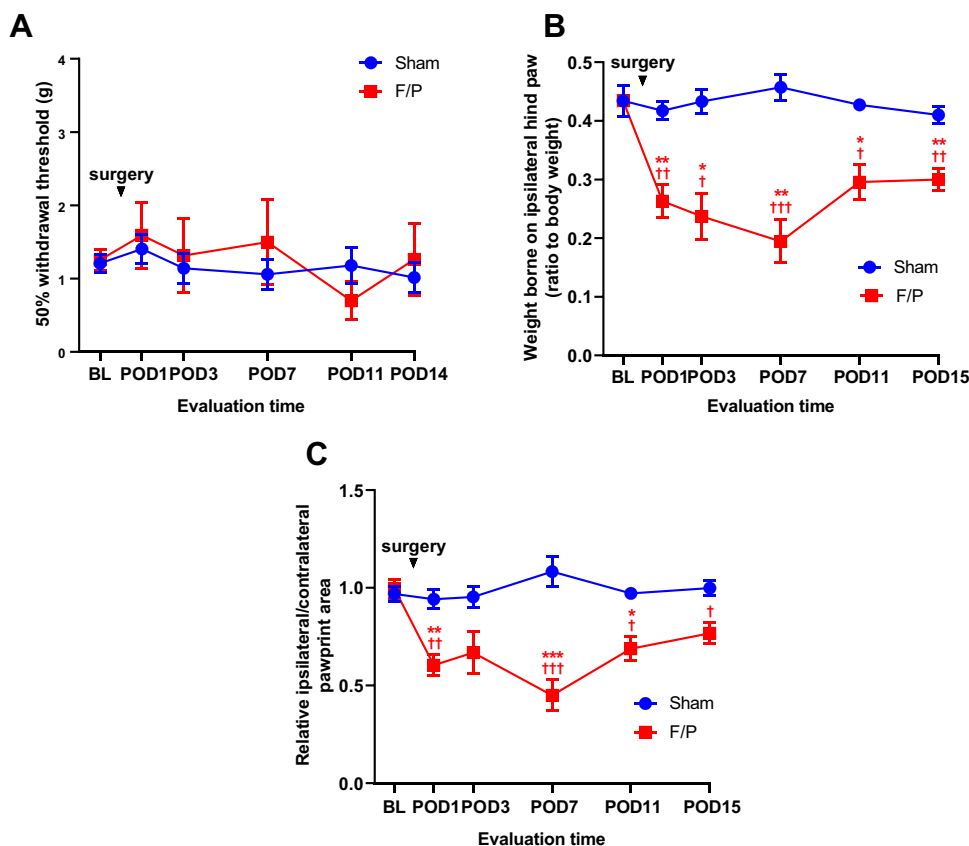 A
50% withdrawal threshold (g)
4
3
2
1
0
surgery
Sham
F/P
BL POD1 POD3 POD7 POD11 POD14
Evaluation time
B
Weight borne on ipsilateral hind paw
(ratio to body weight)
0.5
0.4
0.3
0.2
0.1
0.0
surgery
**
††
*
†
**
†††
*
†
**
††
Sham
F/P
BL POD1 POD3 POD7 POD11 POD15
Evaluation time
C
Relative ipsilateral/contralateral
pawprint area
1.5
1.0
0.5
0.0
surgery
**
††
***
†††
*
†
†
Sham
F/P
BL POD1 POD3 POD7 POD11 POD15
Evaluation time